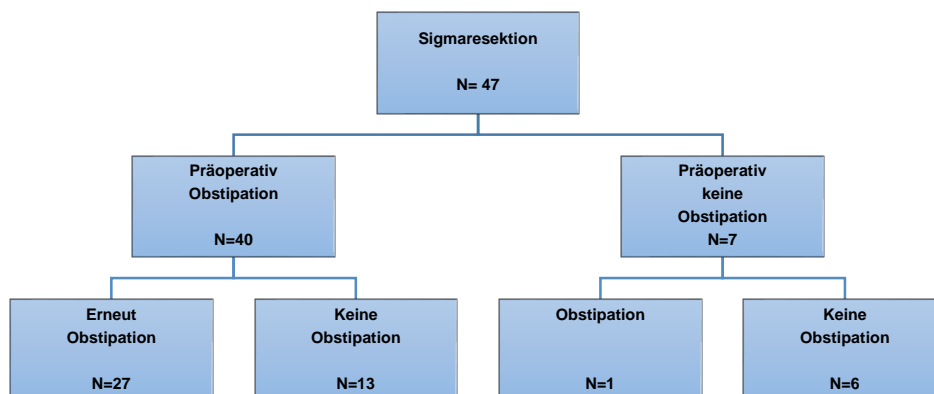 Sigmaresektion
N= 47
Präoperativ
Obstipation
N=40
Präoperativ
keine
Obstipation
N=7
Erneut
Obstipation
N=27
Keine
Obstipation
N=13
Obstipation
N=1
Keine
Obstipation
N=6